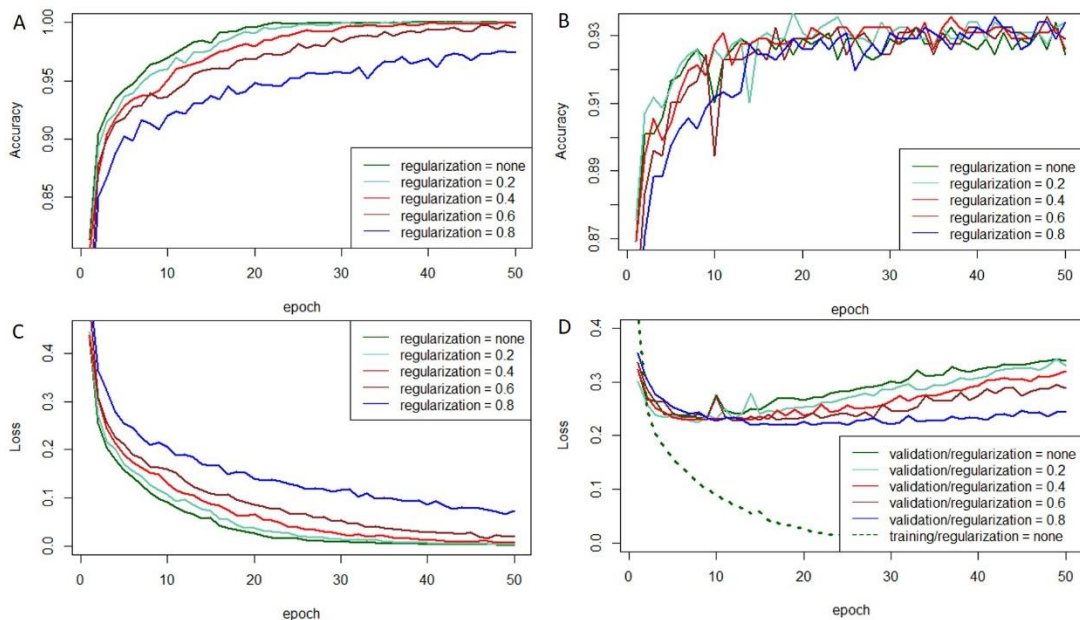 A
Accuracy
1.00
0.95
0.90
0.85
regularization = none
regularization = 0.2
regularization = 0.4
regularization = 0.6
regularization = 0.8
0 10 20 30 40 50
epoch
B
Accuracy
0.93
0.91
0.89
0.87
regularization = none
regularization = 0.2
regularization = 0.4
regularization = 0.6
regularization = 0.8
0 10 20 30 40 50
epoch
C
Loss
0.4
0.3
0.2
0.1
0.0
regularization = none
regularization = 0.2
regularization = 0.4
regularization = 0.6
regularization = 0.8
0 10 20 30 40 50
epoch
D
Loss
0.4
0.3
0.2
0.1
0.0
validation/regularization = none
validation/regularization = 0.2
validation/regularization = 0.4
validation/regularization = 0.6
validation/regularization = 0.8
training/regularization = none
0 10 20 30 40 50
epoch